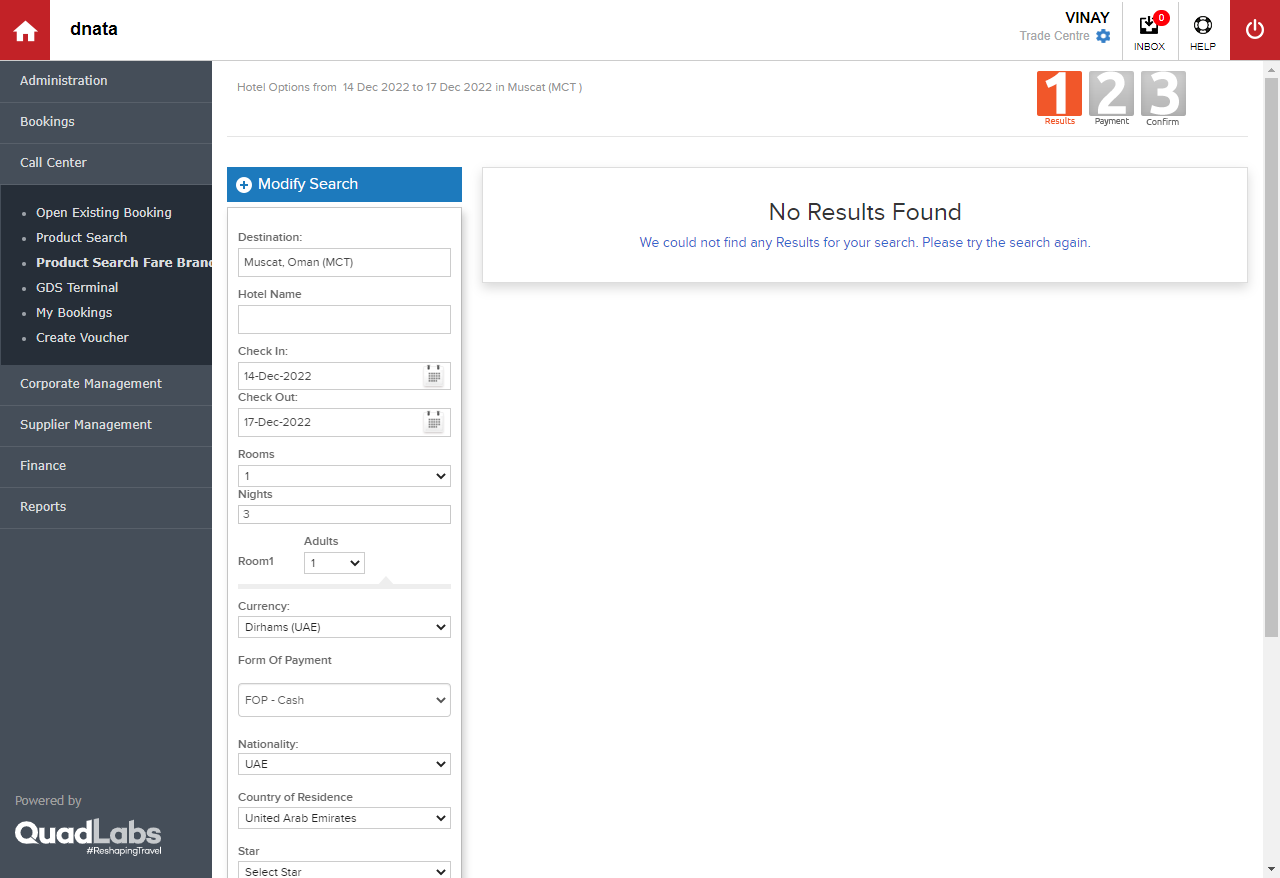 dnata
VINAY
Trade Centre
0
INBOX
HELP
Administration
Bookings
Call Center
Open Existing Booking
Product Search
Product Search Fare Bran
GDS Terminal
My Bookings
Create Voucher
Corporate Management
Supplier Management
Finance
Reports
Powered by
QuadLabs
#ReshapingTravel
Hotel Options from 14 Dec 2022 to 17 Dec 2022 in Muscat (MCT )
1 2 3
Results Payment Confirm
Modify Search
Destination:
Muscat, Oman (MCT)
Hotel Name
Check In:
14-Dec-2022
Check Out:
17-Dec-2022
Rooms
1
Nights
3
Adults
Room1 1
Currency:
Dirhams (UAE)
Form Of Payment
FOP - Cash
Nationality:
UAE
Country of Residence
United Arab Emirates
Star
Select Star
No Results Found
We could not find any Results for your search. Please try the search again.